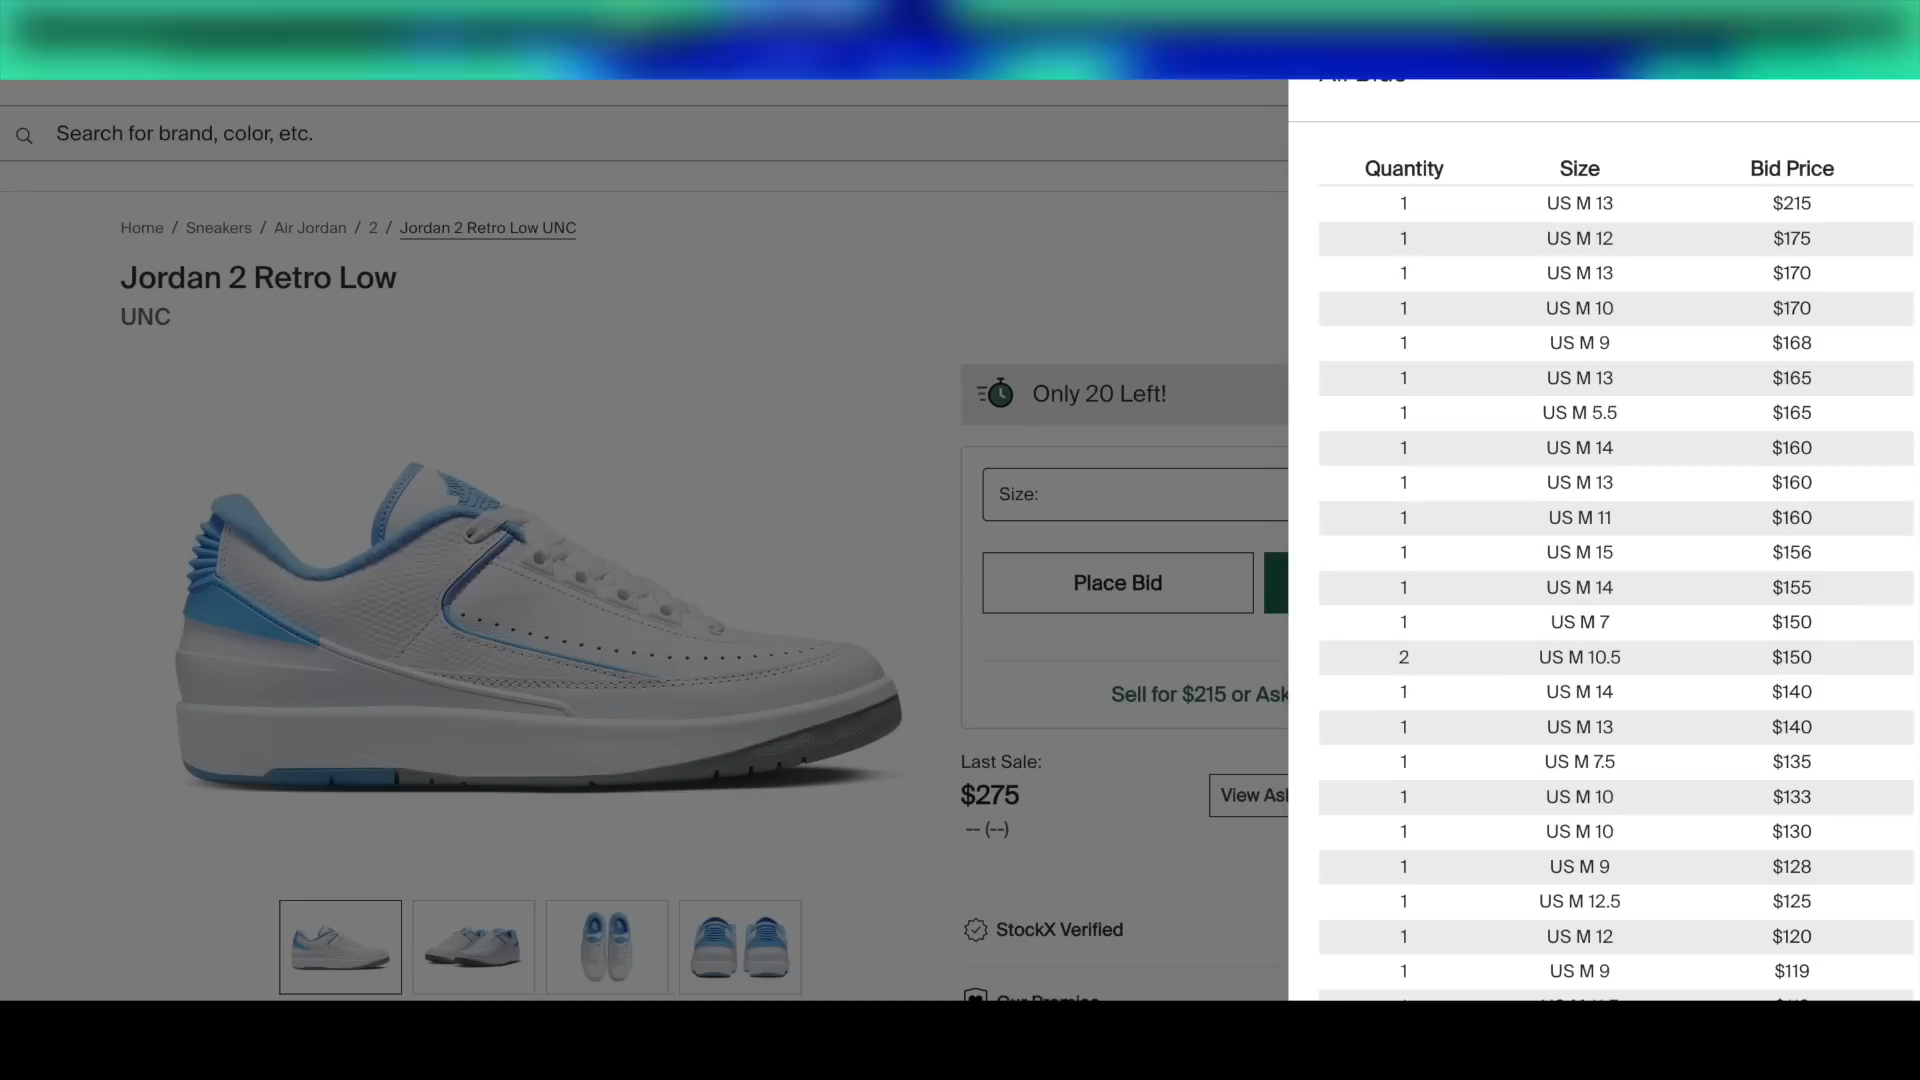 Search for brand, color, etc.
Home / Sneakers / Air Jordan / 2 / Jordan 2 Retro Low UNC
Jordan 2 Retro Low
UNC
Only 20 Left!
Size:
Place Bid
Sell for $215 or Ask
Last Sale:
$275
-- (--)
View Ask
StockX Verified
Our Promise
All Bids
Quantity Size Bid Price
1 US M 13 $215
1 US M 12 $175
1 US M 13 $170
1 US M 10 $170
1 US M 9 $168
1 US M 13 $165
1 US M 5.5 $165
1 US M 14 $160
1 US M 13 $160
1 US M 11 $160
1 US M 15 $156
1 US M 14 $155
1 US M 7 $150
2 US M 10.5 $150
1 US M 14 $140
1 US M 13 $140
1 US M 7.5 $135
1 US M 10 $133
1 US M 10 $130
1 US M 9 $128
1 US M 12.5 $125
1 US M 12 $120
1 US M 9 $119